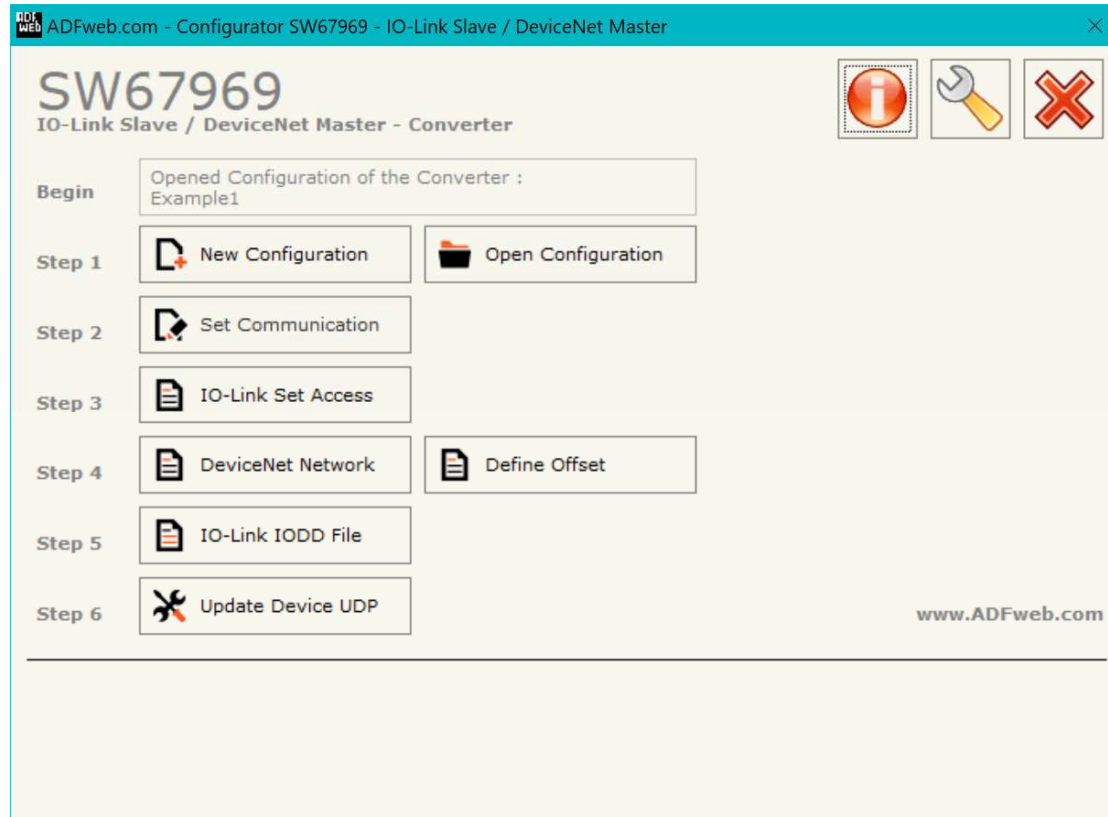 ADF
WEB
ADFweb.com - Configurator SW67969 - IO-Link Slave / DeviceNet Master
SW67969
IO-Link Slave / DeviceNet Master - Converter
Begin
Opened Configuration of the Converter :
Example1
Step 1
New Configuration
Open Configuration
Step 2
Set Communication
Step 3
IO-Link Set Access
Step 4
DeviceNet Network
Define Offset
Step 5
IO-Link IODD File
Step 6
Update Device UDP
www.ADFweb.com